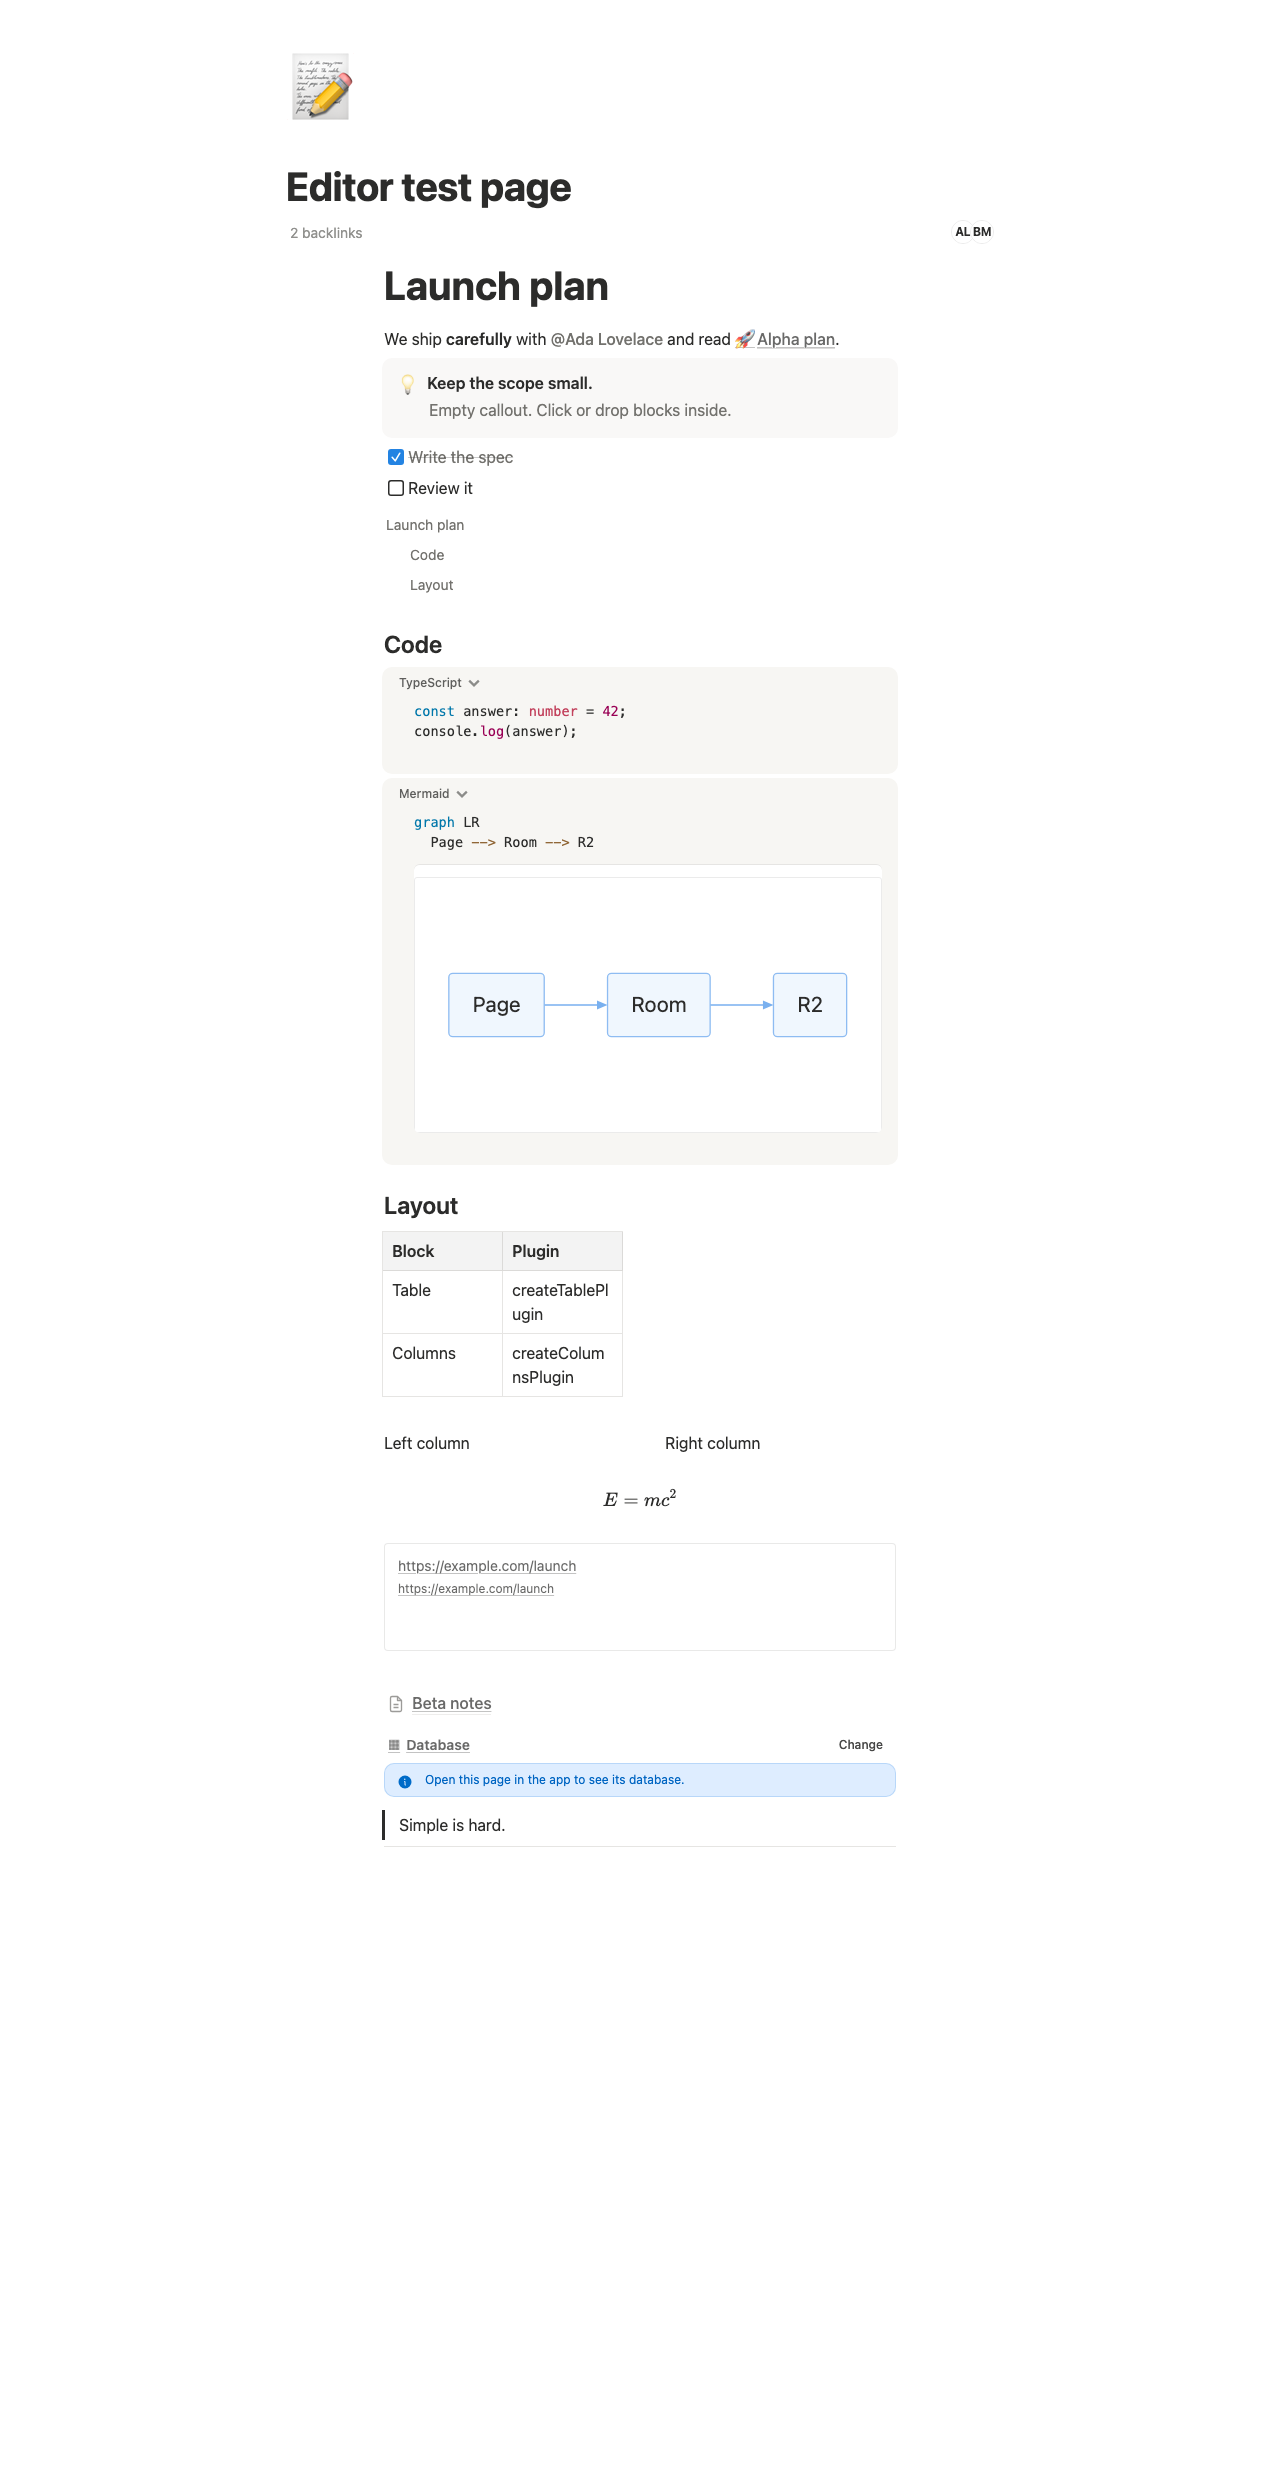 Editor test page
2 backlinks
AL BM
Launch plan
We ship carefully with @Ada Lovelace and read 🚀Alpha plan.
💡 Keep the scope small.
Empty callout. Click or drop blocks inside.
Write the spec
Review it
Launch plan
Code
Layout
Code
TypeScript
const answer: number = 42;
console.log(answer);
Mermaid
graph LR
  Page --> Room --> R2
Page Room R2
Layout
Block Plugin
Table createTablePl
ugin
Columns createColum
nsPlugin
Left column Right column
E = mc²
https://example.com/launch
https://example.com/launch
Beta notes
Database Change
Open this page in the app to see its database.
Simple is hard.